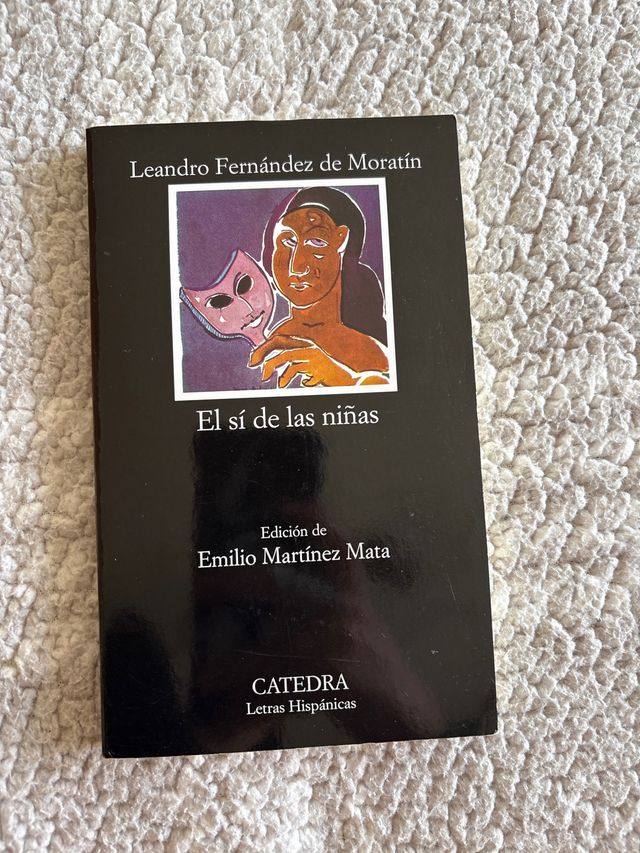 Leandro Fernández de Moratín
El sí de las niñas
Edición de
Emilio Martínez Mata
CATEDRA
Letras Hispánicas